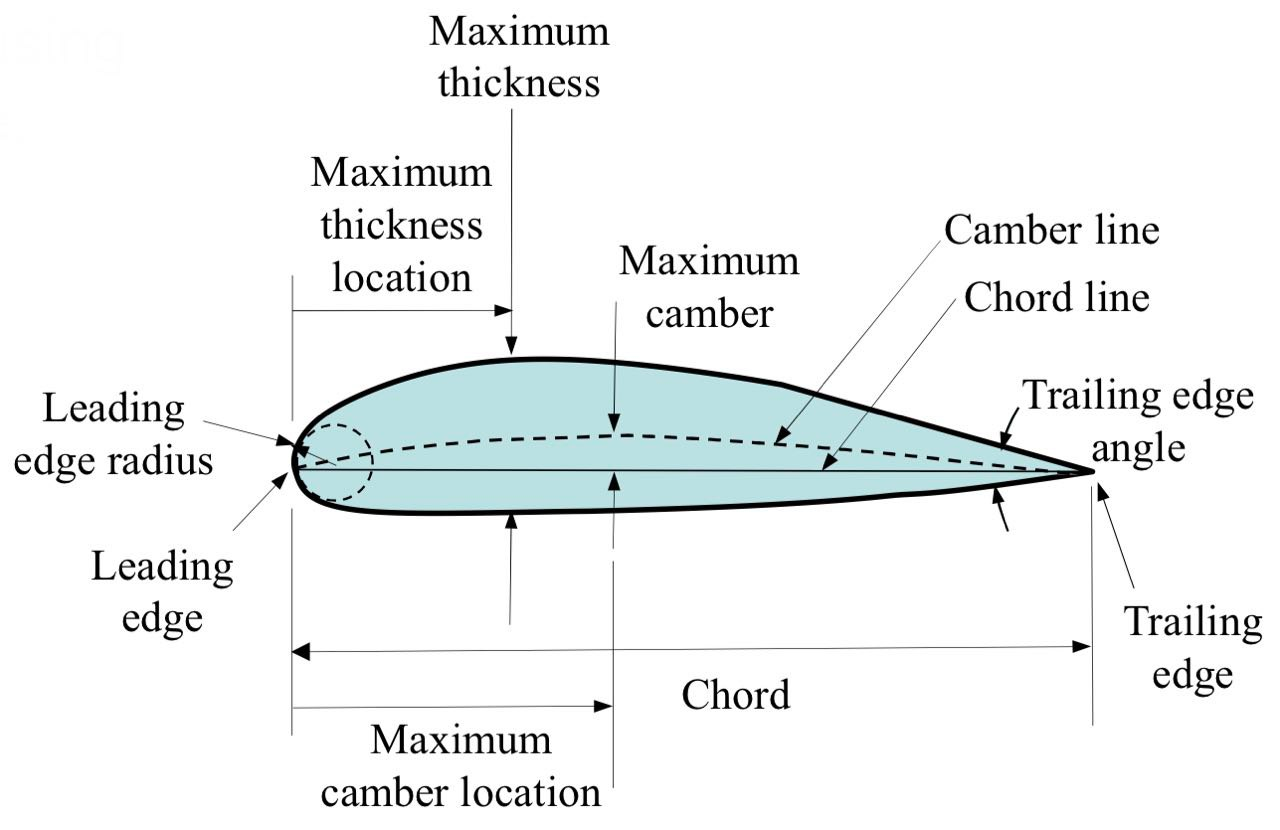 Maximum
thickness
Maximum
thickness
location
Maximum
camber
Camber line
Chord line
Leading
edge radius
Trailing edge
angle
Leading
edge
Trailing
edge
Chord
Maximum
camber location